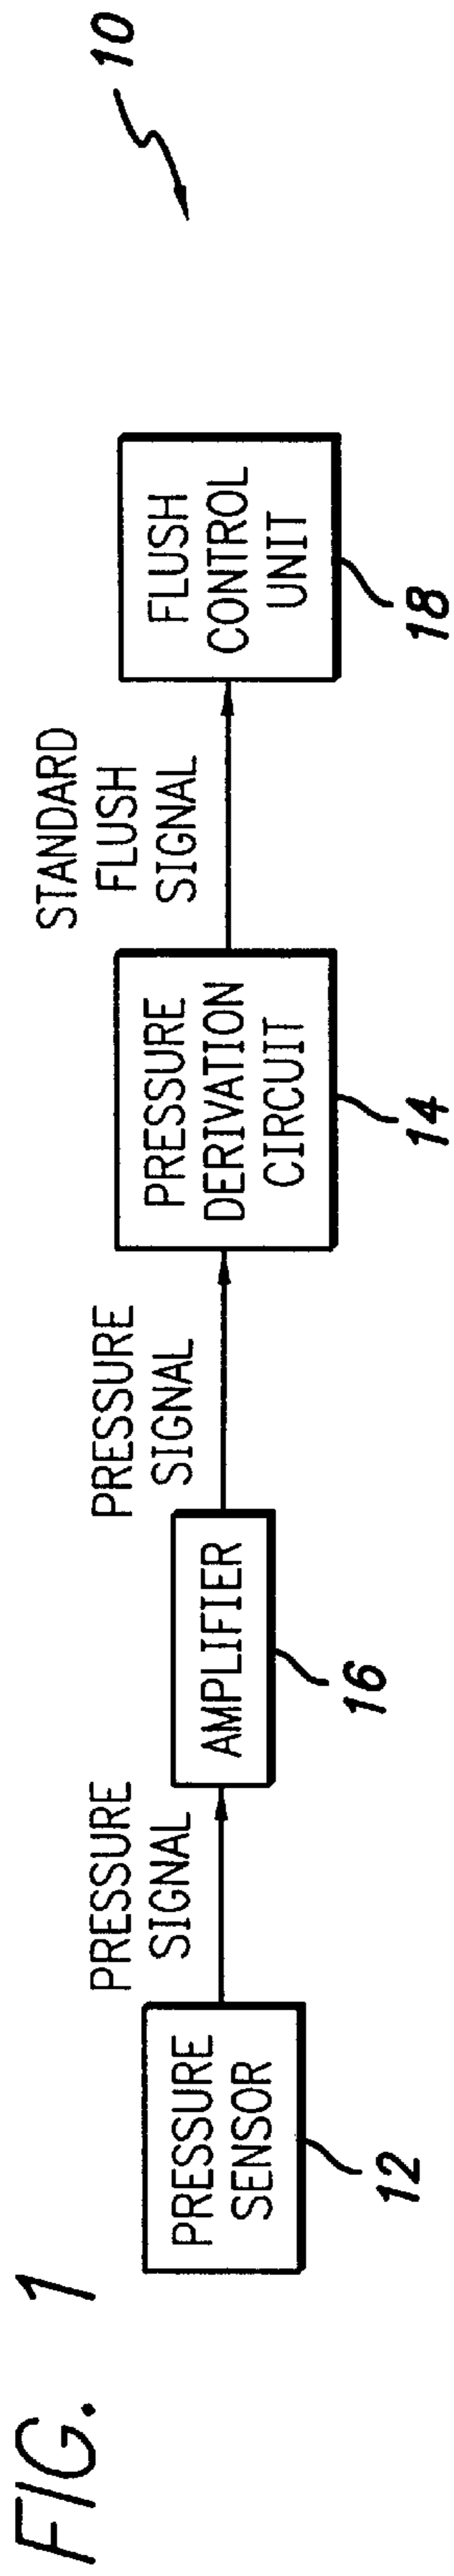 FIG. 1
PRESSURE
SENSOR
12
PRESSURE
SIGNAL
AMPLIFIER
16
PRESSURE
SIGNAL
PRESSURE
DERIVATION
CIRCUIT
14
STANDARD
FLUSH
SIGNAL
FLUSH
CONTROL
UNIT
18
10